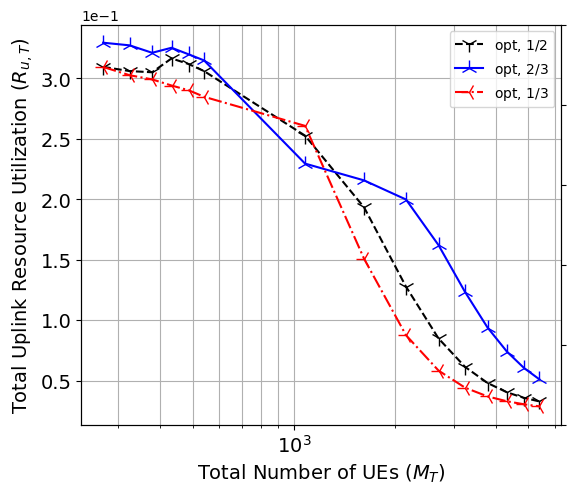 1e−1
opt, 1/2
opt, 2/3
opt, 1/3
3.0
2.5
2.0
1.5
1.0
0.5
Total Uplink Resource Utilization (R_{u,T})
10^3
Total Number of UEs (M_T)